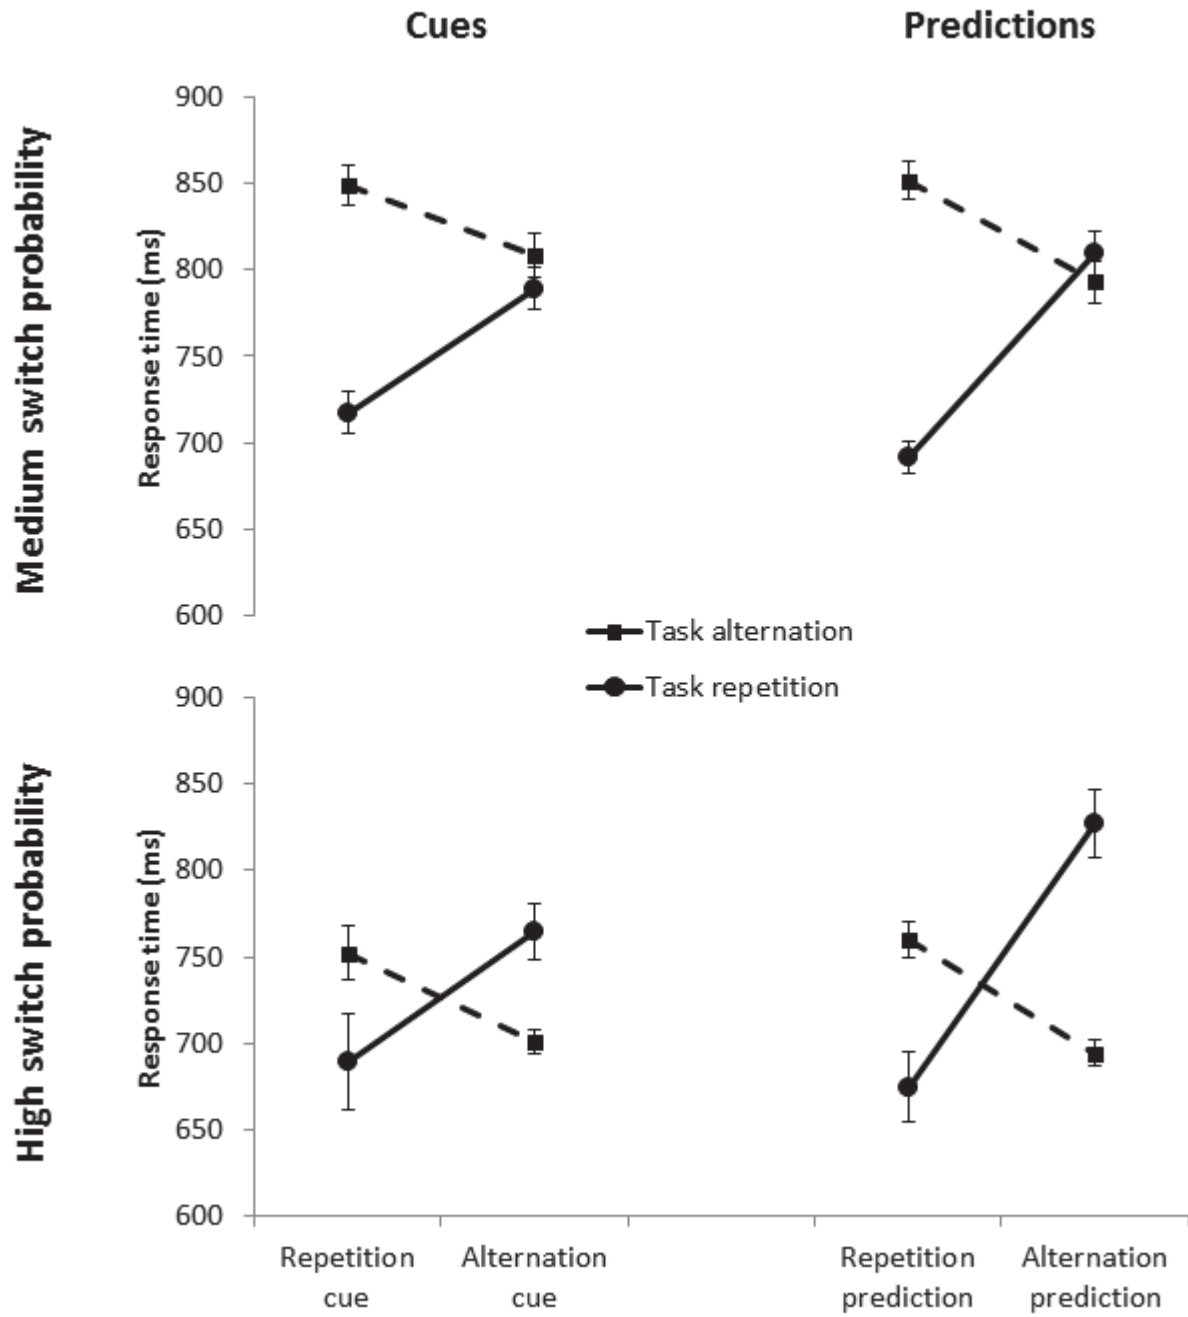 Cues
Predictions
Medium switch probability
Response time (ms)
900
850
800
750
700
650
600
Task alternation
Task repetition
High switch probability
Response time (ms)
900
850
800
750
700
650
600
Repetition
cue
Alternation
cue
Repetition
prediction
Alternation
prediction